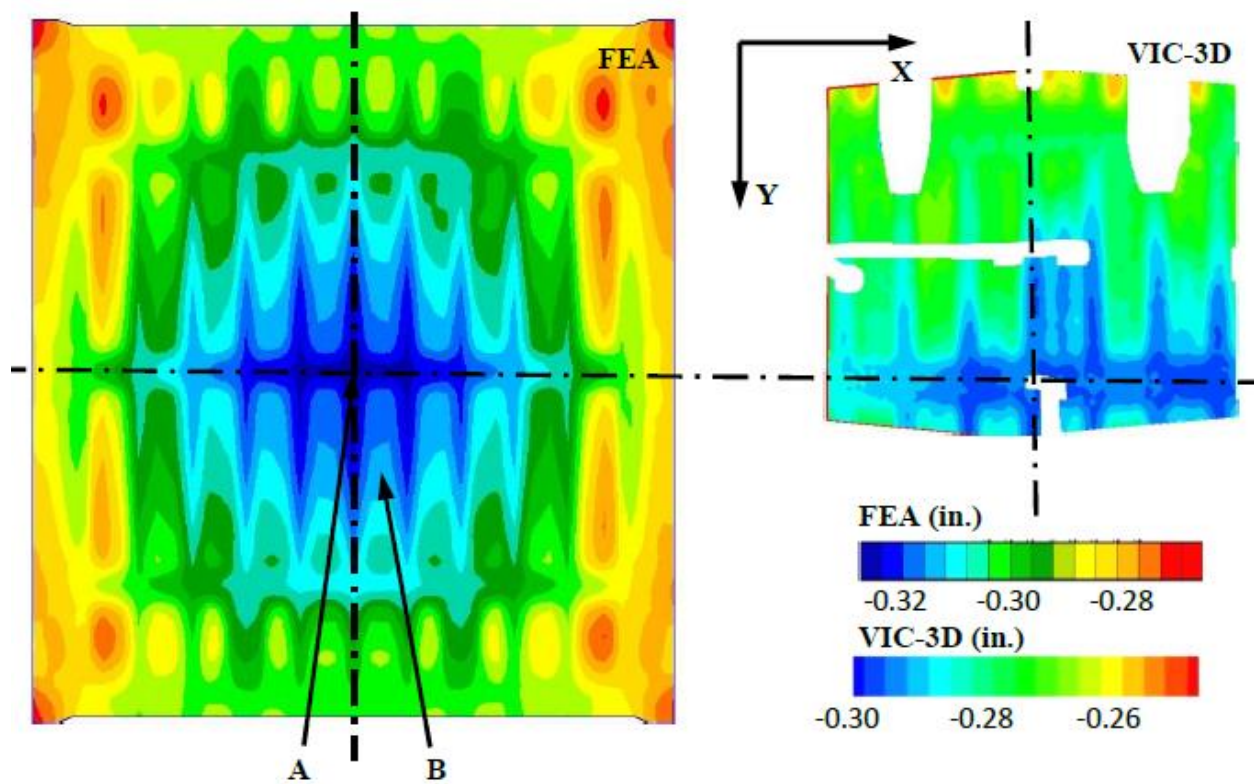 FEA
VIC-3D
X
Y
FEA (in.)
-0.32 -0.30 -0.28
VIC-3D (in.)
-0.30 -0.28 -0.26
A B